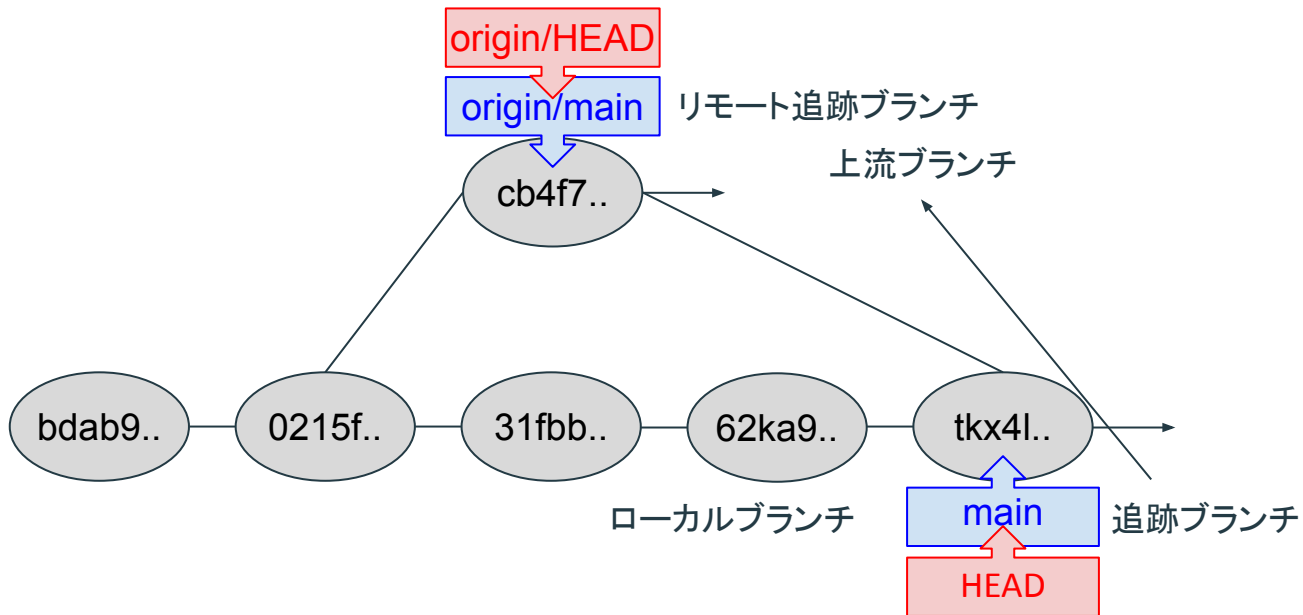 origin/HEAD
origin/main
リモート追跡ブランチ
上流ブランチ
cb4f7..
bdab9..
0215f..
31fbb..
62ka9..
tkx4l..
ローカルブランチ
main
追跡ブランチ
HEAD